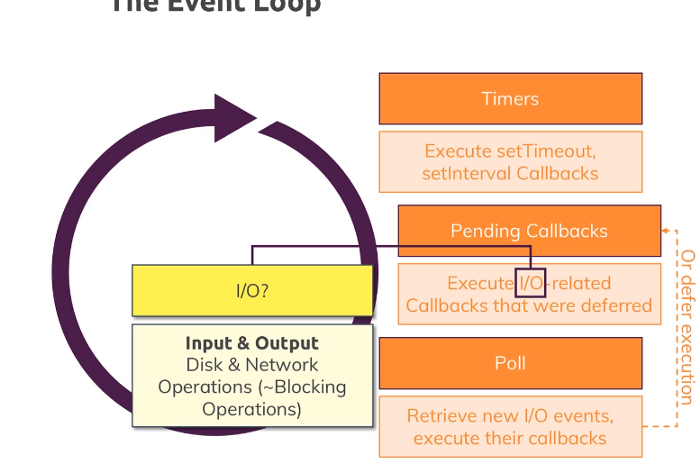 The Event Loop
Timers
Execute setTimeout,
setInterval Callbacks
Pending Callbacks
Execute I/O-related
Callbacks that were deferred
I/O?
Input & Output
Disk & Network
Operations (~Blocking
Operations)
Poll
Retrieve new I/O events,
execute their callbacks
Or defer execution